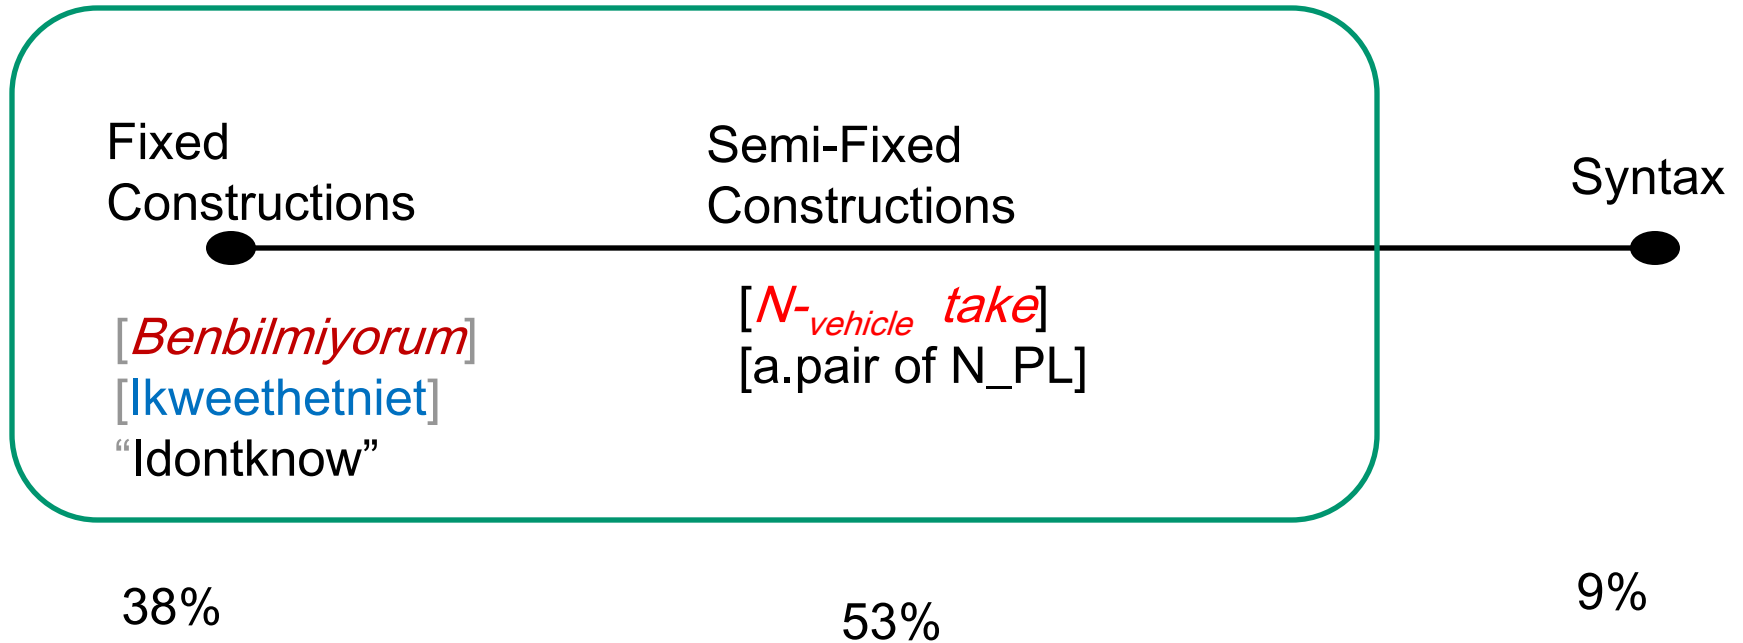 Fixed
Constructions
Semi-Fixed
Constructions
Syntax
[Benbilmiyorum]
[Ikweethetniet]
“Idontknow”
[N-vehicle take]
[a.pair of N_PL]
38%
53%
9%